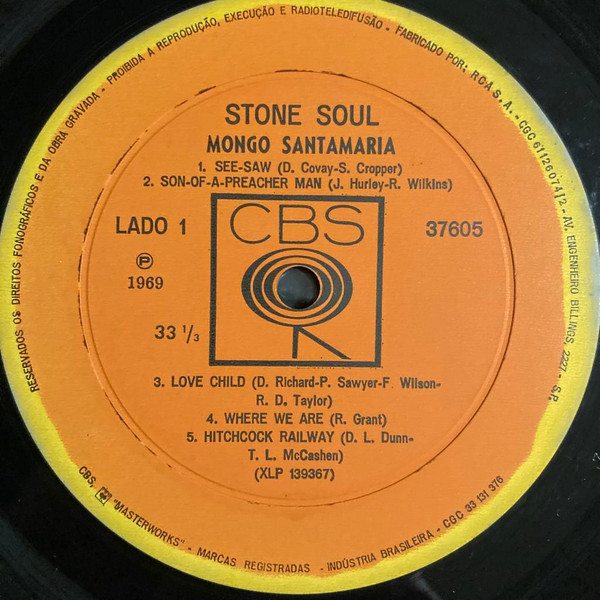 RESERVADOS OS DIREITOS FONOGRÁFICOS E DA OBRA GRAVADA - PROIBIDA A REPRODUÇÃO, EXECUÇÃO E RADIOTELEDIFUSÃO - FABRICADO POR: RCA S.A. - CGC 61126074/2 - AV. ENGENHEIRO BILLINGS, 2227 - S.P.
STONE SOUL
MONGO SANTAMARIA
1. SEE-SAW (D. Covay-S. Cropper)
2. SON-OF-A-PREACHER MAN (J. Hurley-R. Wilkins)
LADO 1
CBS
37605
℗
1969
33 ⅓
3. LOVE CHILD (D. Richard-P. Sawyer-F. Wilson-
R. D. Taylor)
4. WHERE WE ARE (R. Grant)
5. HITCHCOCK RAILWAY (D. L. Dunn-
T. L. McCashen)
(XLP 139367)
CBS, "MASTERWORKS" - MARCAS REGISTRADAS - INDÚSTRIA BRASILEIRA - CGC 33 131 376